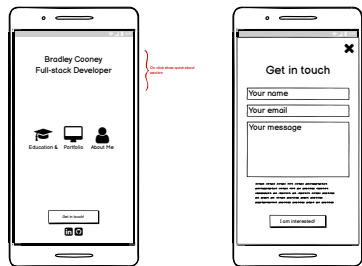 Bradley Cooney
Full-stack Developer
On click show quick about
section
Education & Portfolio About Me
Get in touch!
in
Get in touch
Your name
Your email
Your message
I am interested!